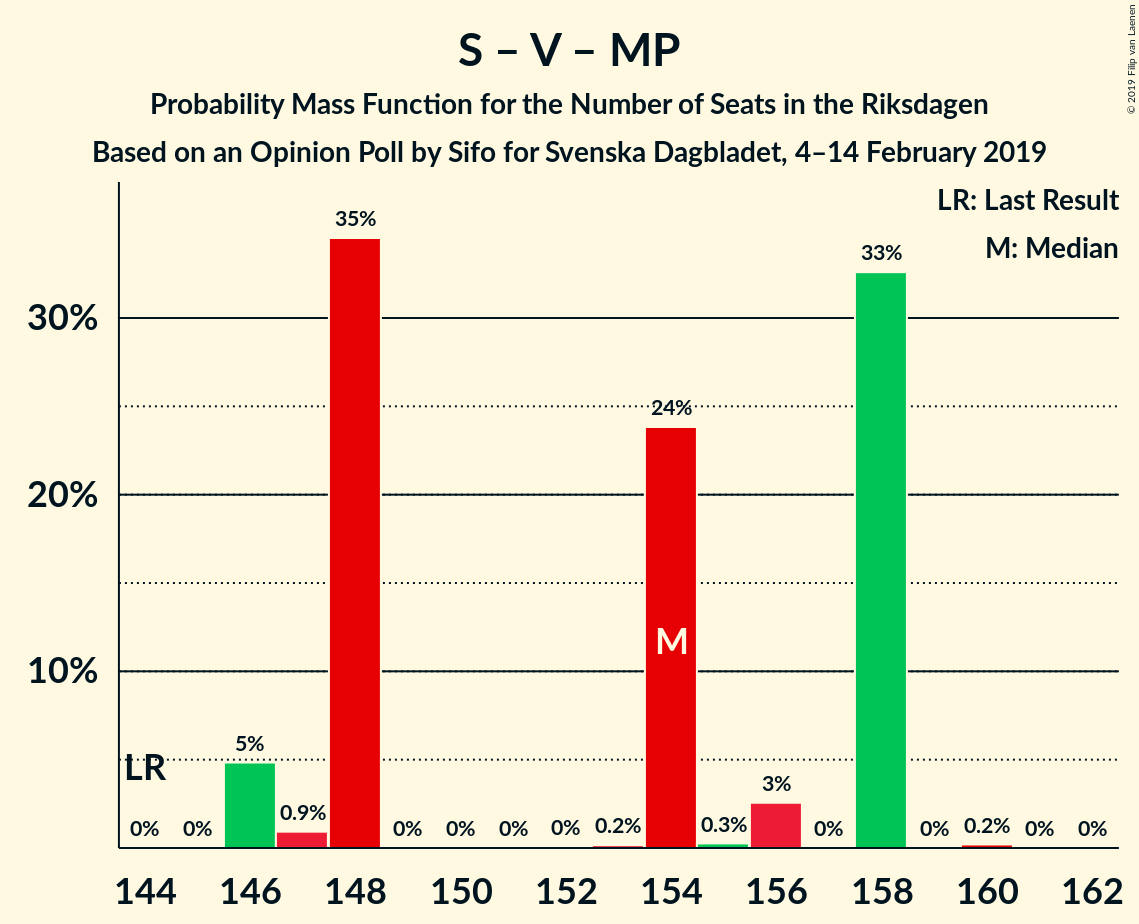 S – V – MP
Probability Mass Function for the Number of Seats in the Riksdagen
Based on an Opinion Poll by Sifo for Svenska Dagbladet, 4–14 February 2019
© 2019 Filip van Laenen
LR: Last Result
M: Median
35%
33%
30%
24%
20%
M
10%
5%
LR
3%
0% 0% 0.9% 0% 0% 0% 0% 0.2% 0.3% 0% 0% 0.2% 0% 0%
144 146 148 150 152 154 156 158 160 162